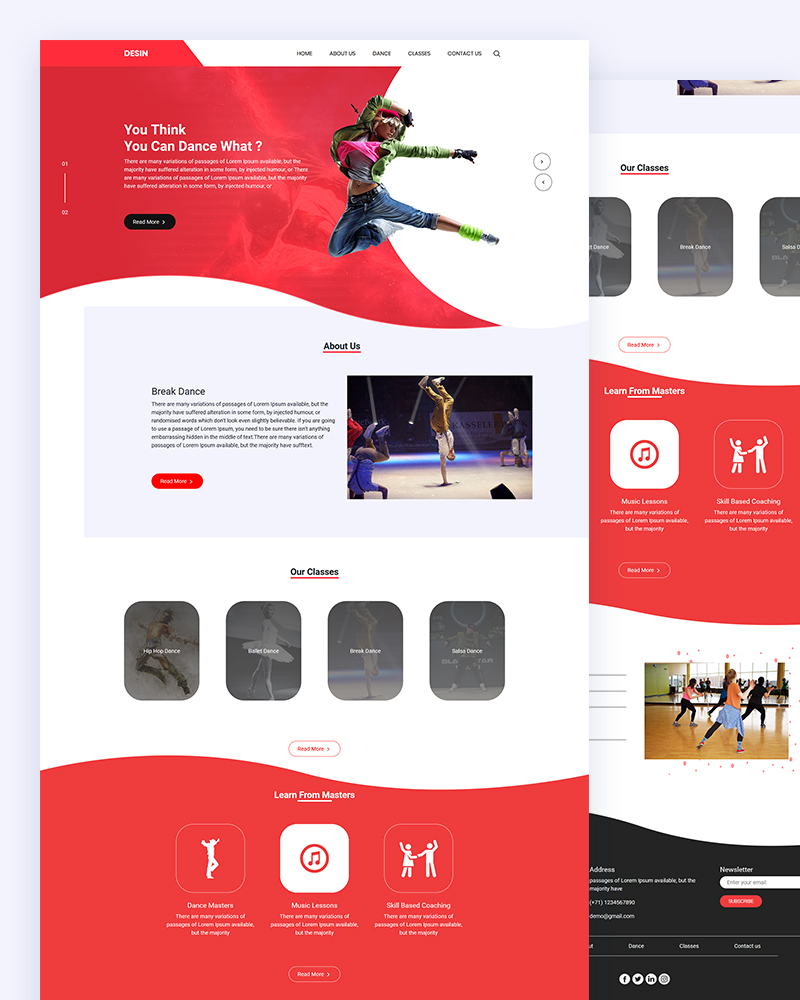 DESIN
HOME
ABOUT US
DANCE
CLASSES
CONTACT US
01
02
You Think
You Can Dance What ?
There are many variations of passages of Lorem Ipsum available, but the
majority have suffered alteration in some form, by injected humour, or There
are many variations of passages of Lorem Ipsum available, but the majority
have suffered alteration in some form, by injected humour, or
Read More
About Us
Break Dance
There are many variations of passages of Lorem Ipsum available, but the
majority have suffered alteration in some form, by injected humour, or
randomised words which don't look even slightly believable. If you are going
to use a passage of Lorem Ipsum, you need to be sure there isn't anything
embarrassing hidden in the middle of text.There are many variations of
passages of Lorem Ipsum available, but the majority have sufftext.
Read More
KASSELE
Our Classes
Hip Hop Dance
Ballet Dance
Break Dance
Salsa Dance
Read More
Learn From Masters
Dance Masters
There are many variations of
passages of Lorem Ipsum available,
but the majority
Music Lessons
There are many variations of
passages of Lorem Ipsum available,
but the majority
Skill Based Coaching
There are many variations of
passages of Lorem Ipsum available,
but the majority
Read More
Our Classes
Dance
Break Dance
Salsa D
Read More
Learn From Masters
Music Lessons
There are many variations of
passages of Lorem Ipsum available,
but the majority
Skill Based Coaching
There are many variations of
passages of Lorem Ipsum available,
but the majority
Read More
Address
passages of Lorem Ipsum available, but the
majority have
(+71) 1234567890
demo@gmail.com
Newsletter
Enter your email
SUBSCRIBE
ut
Dance
Classes
Contact us